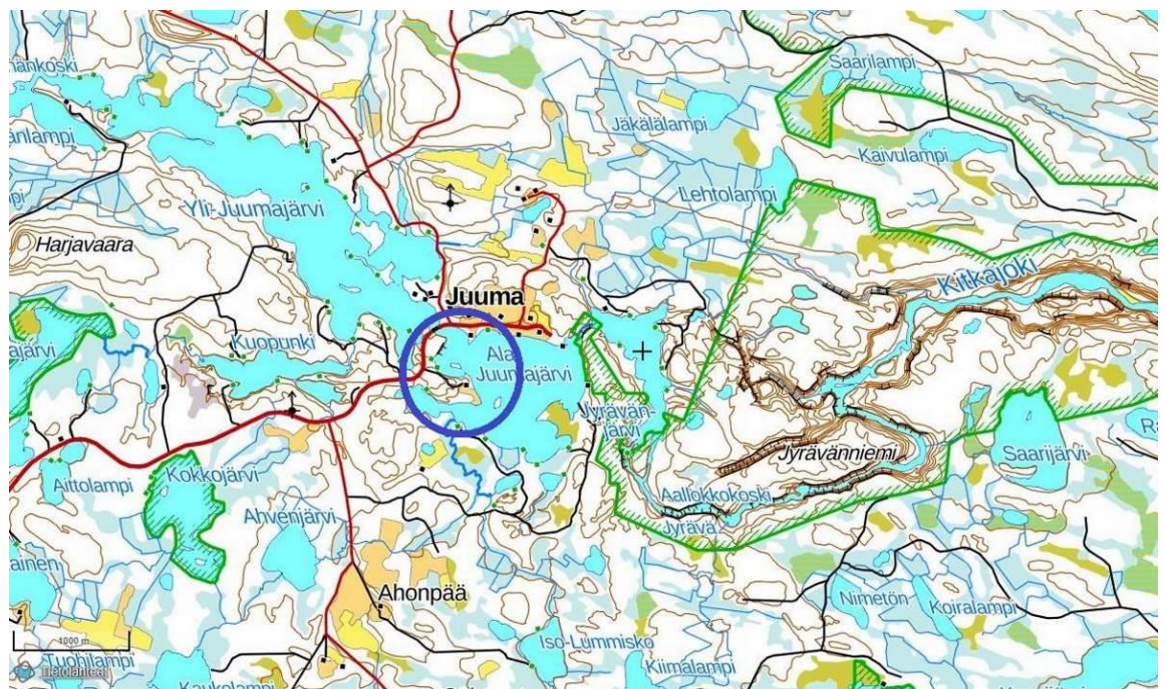 Saarilampi
Jäkälälampi
Kaivulampi
Lehtolampi
Yli-Juumajärvi
Harjavaara
Kitkajoki
Juuma
Kuopunki
Ala-
Juumajärvi
Jyrävän-
järvi
Jyrävänniemi
Saarijärvi
Kokkojärvi
Aittolampi
Aallokkokoski
Ahvenjärvi
Jyrävä
Ahonpää
Nimetön
Koiralampi
Iso-Lummisko
1000 m
Tuohilampi
Kiimalampi
Kaukolampi